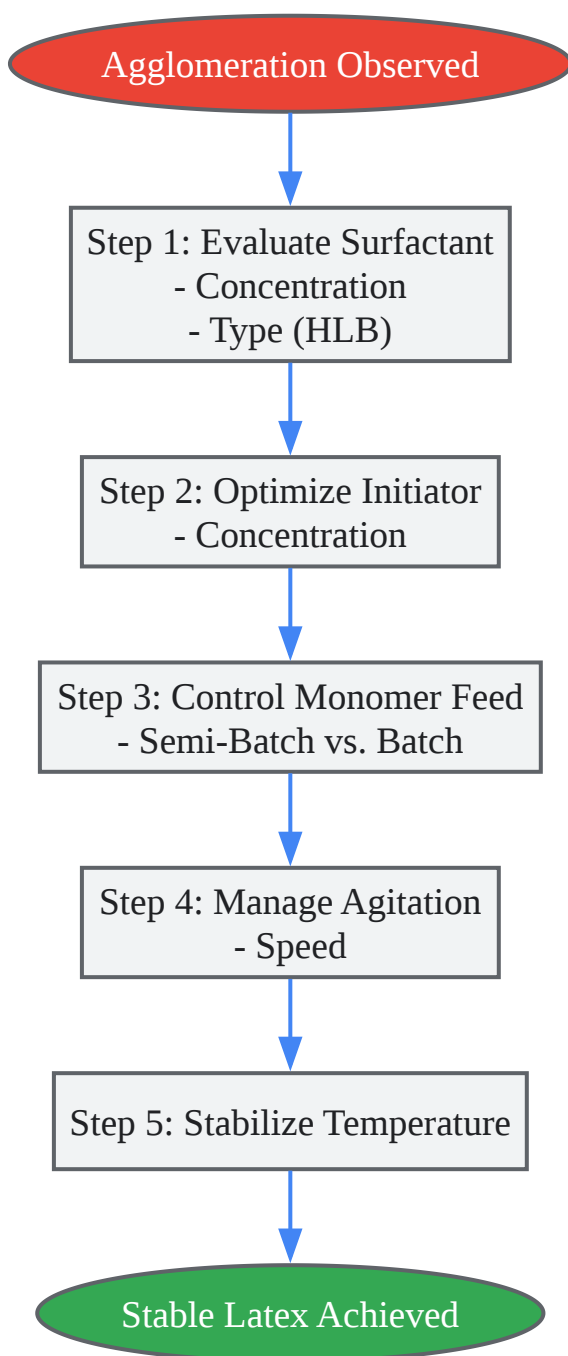 Agglomeration Observed
Step 1: Evaluate Surfactant
- Concentration
- Type (HLB)
Step 2: Optimize Initiator
- Concentration
Step 3: Control Monomer Feed
- Semi-Batch vs. Batch
Step 4: Manage Agitation
- Speed
Step 5: Stabilize Temperature
Stable Latex Achieved